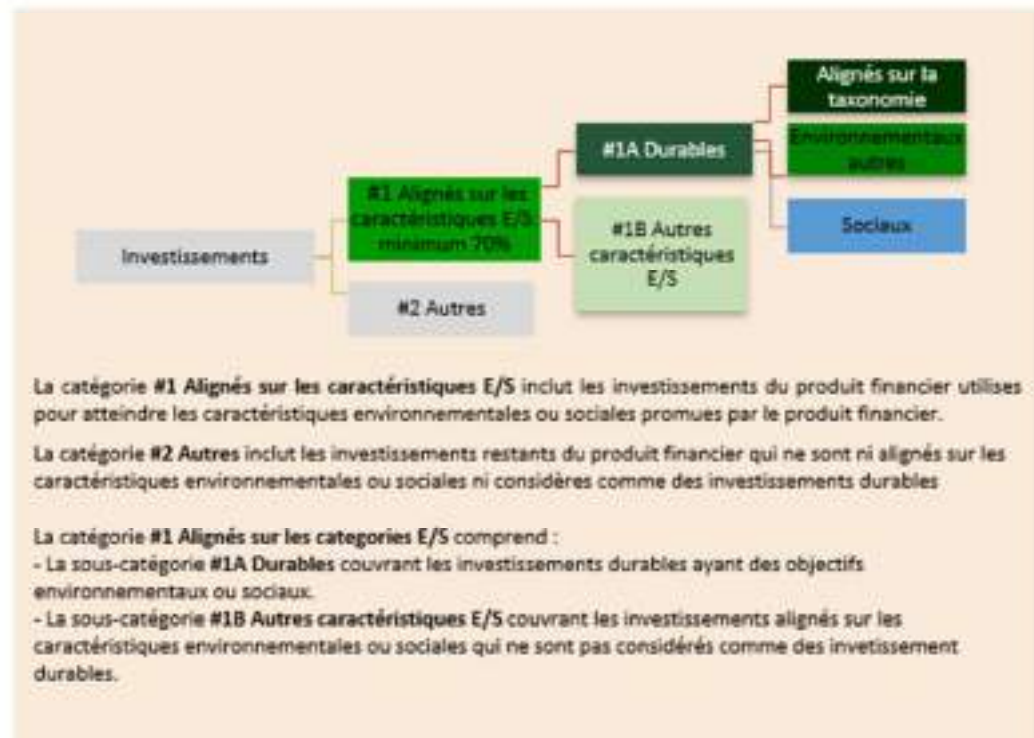 Alignés sur la
taxonomie
#1A Durables
Environnementaux
autres
#1 Alignés sur les
caractéristiques E/S
minimum 70%
#1B Autres
caractéristiques
E/S
Sociaux
Investissements
#2 Autres
La catégorie #1 Alignés sur les caractéristiques E/S inclut les investissements du produit financier utilises
pour atteindre les caractéristiques environnementales ou sociales promues par le produit financier.
La catégorie #2 Autres inclut les investissements restants du produit financier qui ne sont ni alignés sur les
caractéristiques environnementales ou sociales ni considères comme des investissements durables
La catégorie #1 Alignés sur les categories E/S comprend :
- La sous-catégorie #1A Durables couvrant les investissements durables ayant des objectifs
environnementaux ou sociaux.
- La sous-catégorie #1B Autres caractéristiques E/S couvrant les investissements alignés sur les
caractéristiques environnementales ou sociales qui ne sont pas considérés comme des invetissement
durables.